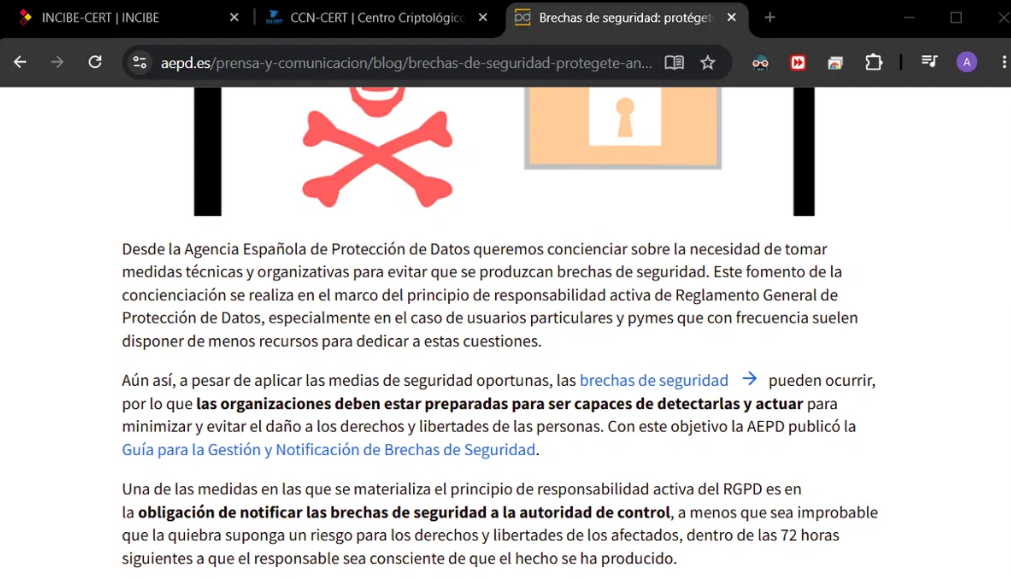 INCIBE-CERT | INCIBE
CCN-CERT | Centro Criptológico
Brechas de seguridad: protége
aepd.es/prensa-y-comunicacion/blog/brechas-de-seguridad-protegete-an...
A
Desde la Agencia Española de Protección de Datos queremos concienciar sobre la necesidad de tomar
medidas técnicas y organizativas para evitar que se produzcan brechas de seguridad. Este fomento de la
concienciación se realiza en el marco del principio de responsabilidad activa de Reglamento General de
Protección de Datos, especialmente en el caso de usuarios particulares y pymes que con frecuencia suelen
disponer de menos recursos para dedicar a estas cuestiones.
Aún así, a pesar de aplicar las medias de seguridad oportunas, las brechas de seguridad → pueden ocurrir,
por lo que las organizaciones deben estar preparadas para ser capaces de detectarlas y actuar para
minimizar y evitar el daño a los derechos y libertades de las personas. Con este objetivo la AEPD publicó la
Guía para la Gestión y Notificación de Brechas de Seguridad.
Una de las medidas en las que se materializa el principio de responsabilidad activa del RGPD es en
la obligación de notificar las brechas de seguridad a la autoridad de control, a menos que sea improbable
que la quiebra suponga un riesgo para los derechos y libertades de los afectados, dentro de las 72 horas
siguientes a que el responsable sea consciente de que el hecho se ha producido.